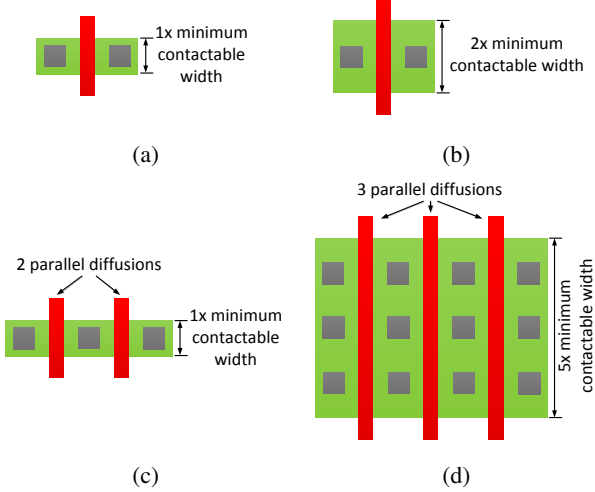 1x minimum
contactable
width
(a)
2x minimum
contactable width
(b)
2 parallel diffusions
1x minimum
contactable
width
(c)
3 parallel diffusions
5x minimum
contactable width
(d)